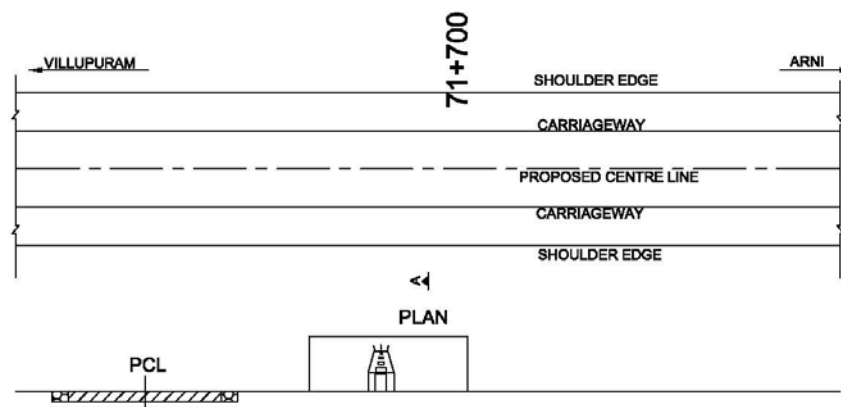 VILLUPURAM
71+700
ARNI
SHOULDER EDGE
CARRIAGEWAY
PROPOSED CENTRE LINE
CARRIAGEWAY
SHOULDER EDGE
A
PLAN
PCL